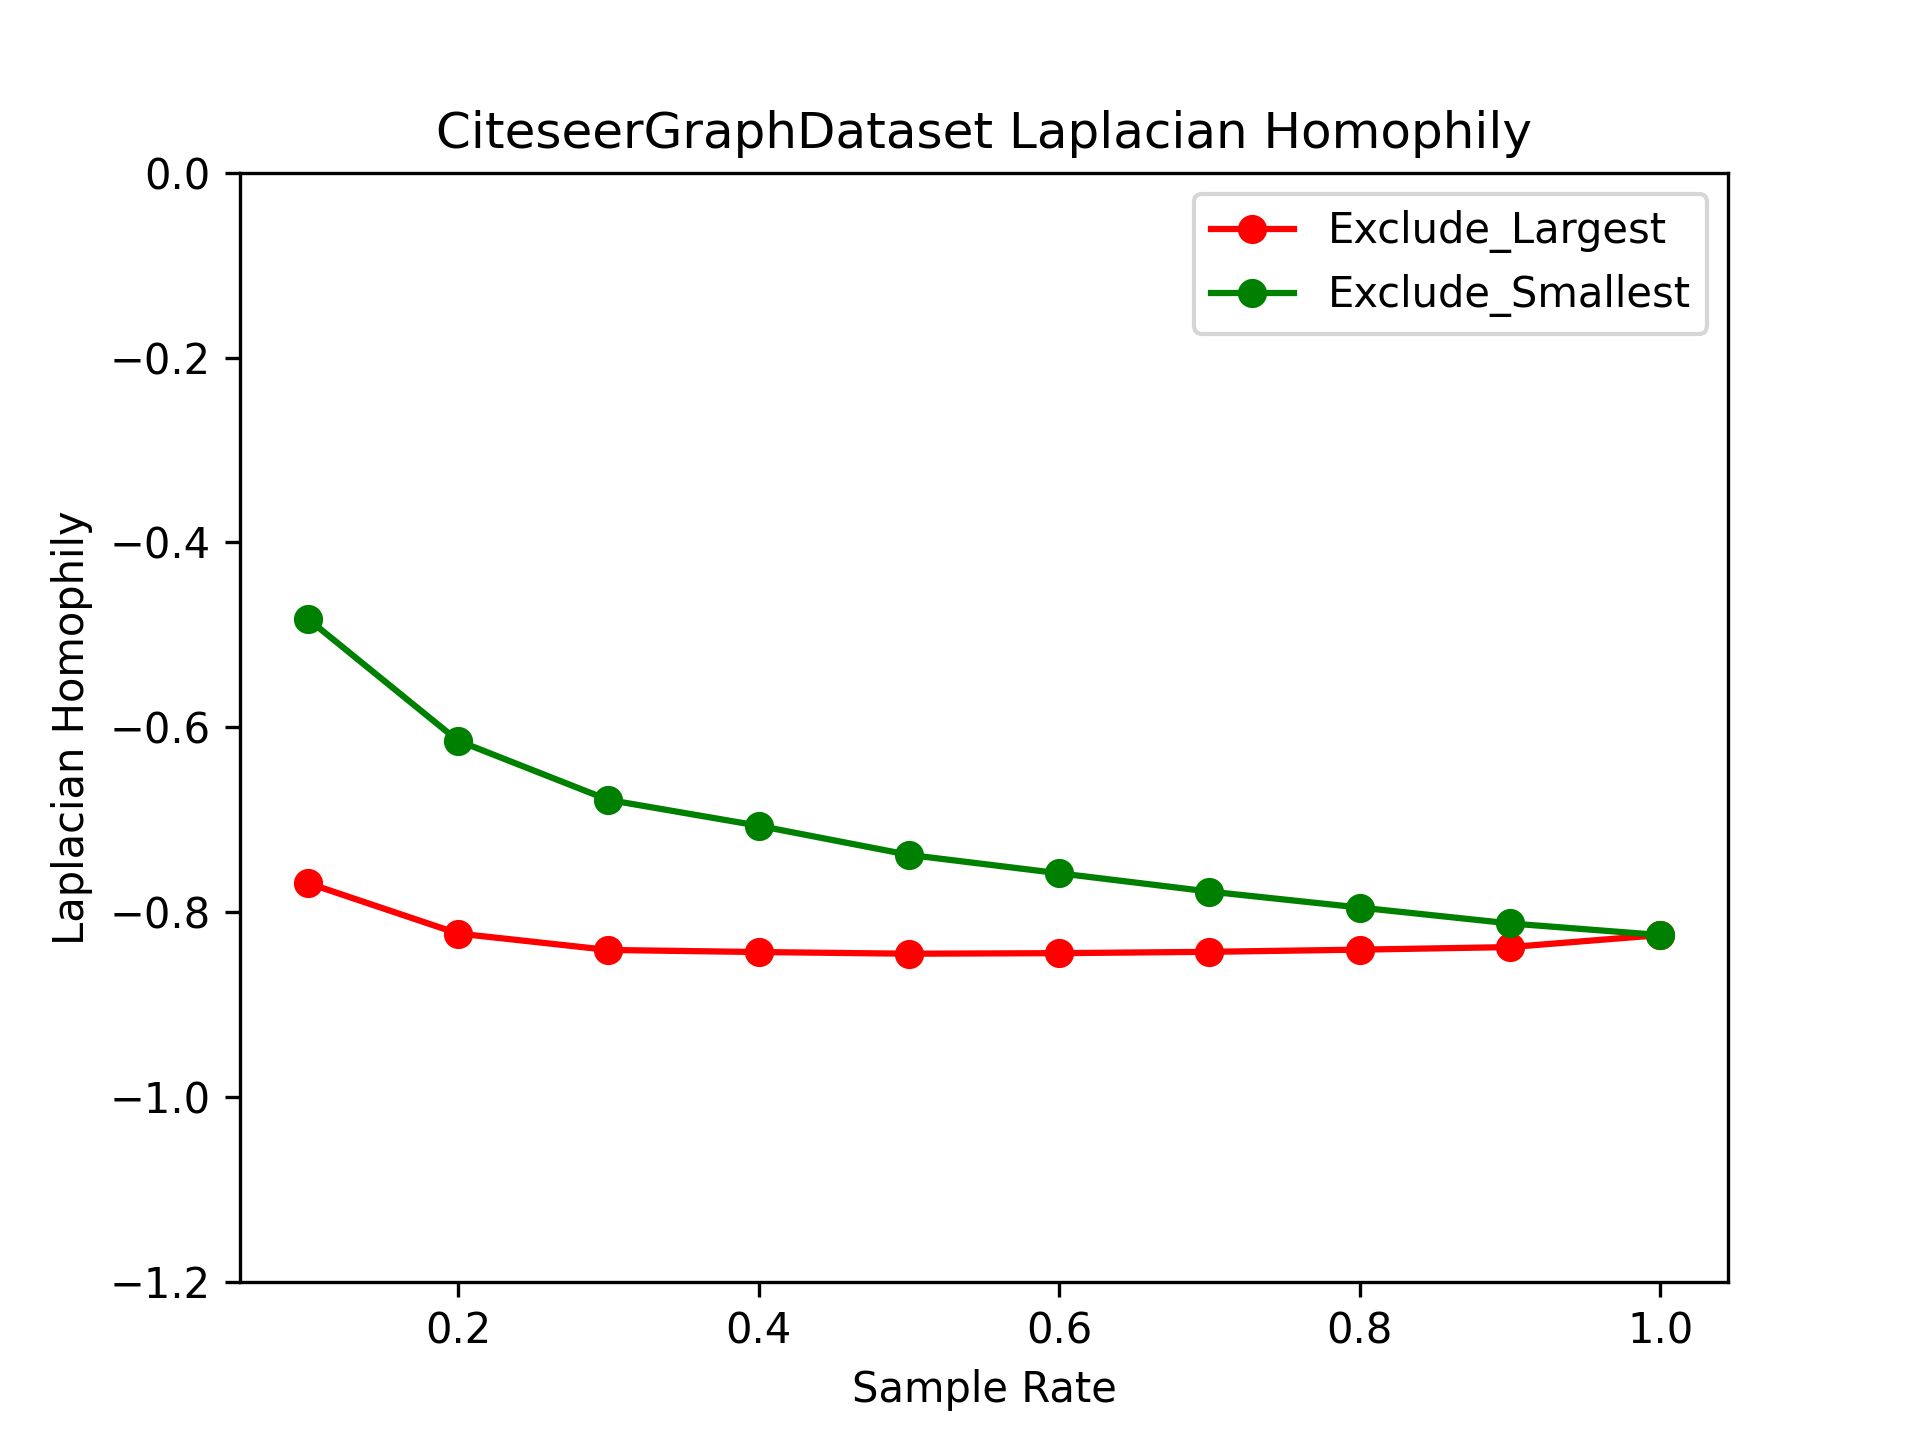 CiteseerGraphDataset Laplacian Homophily
Exclude_Largest
Exclude_Smallest
Laplacian Homophily
0.0
−0.2
−0.4
−0.6
−0.8
−1.0
−1.2
0.2 0.4 0.6 0.8 1.0
Sample Rate